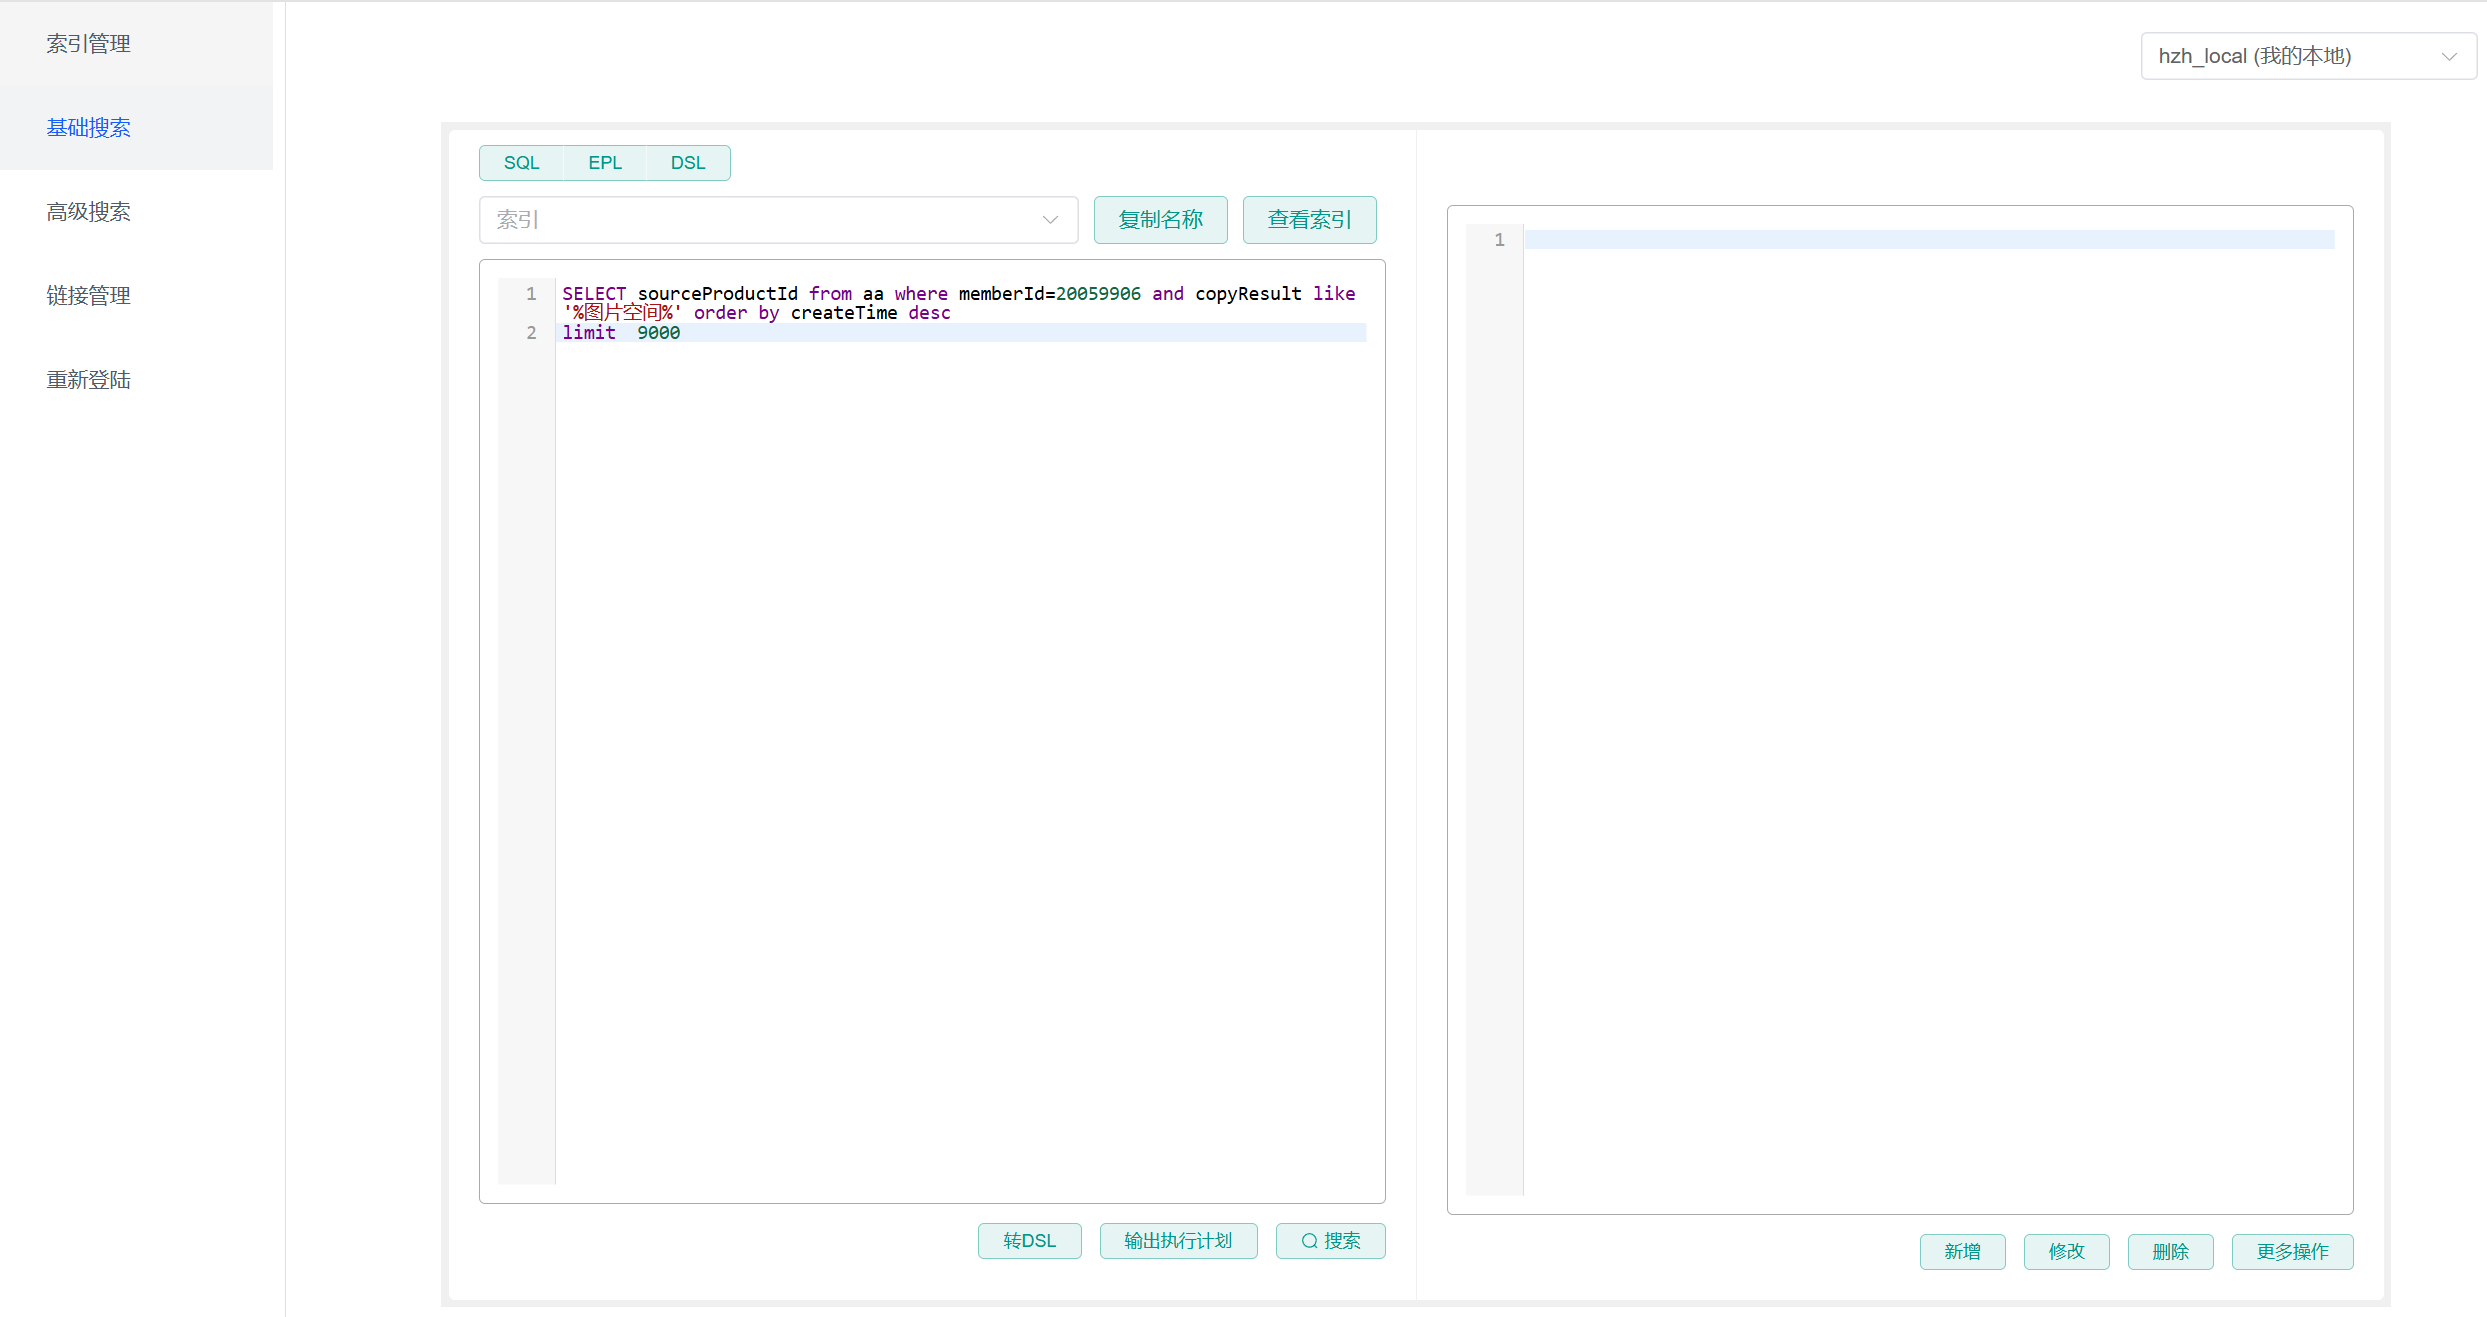 索引管理
基础搜索
高级搜索
链接管理
重新登陆
hzh_local (我的本地)
SQL EPL DSL
索引 复制名称 查看索引
1 SELECT sourceProductId from aa where memberId=20059906 and copyResult like
'%图片空间%' order by createTime desc
2 limit  9000
转DSL 输出执行计划 搜索
1
新增 修改 删除 更多操作